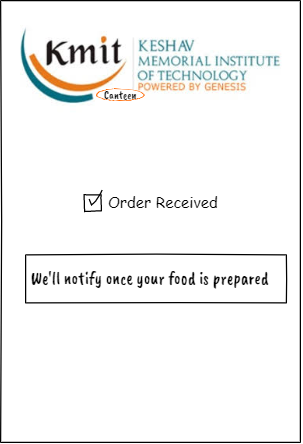 Kmit
KESHAV
MEMORIAL INSTITUTE
OF TECHNOLOGY
POWERED BY GENESIS
Canteen
Order Received
We'll notify once your food is prepared